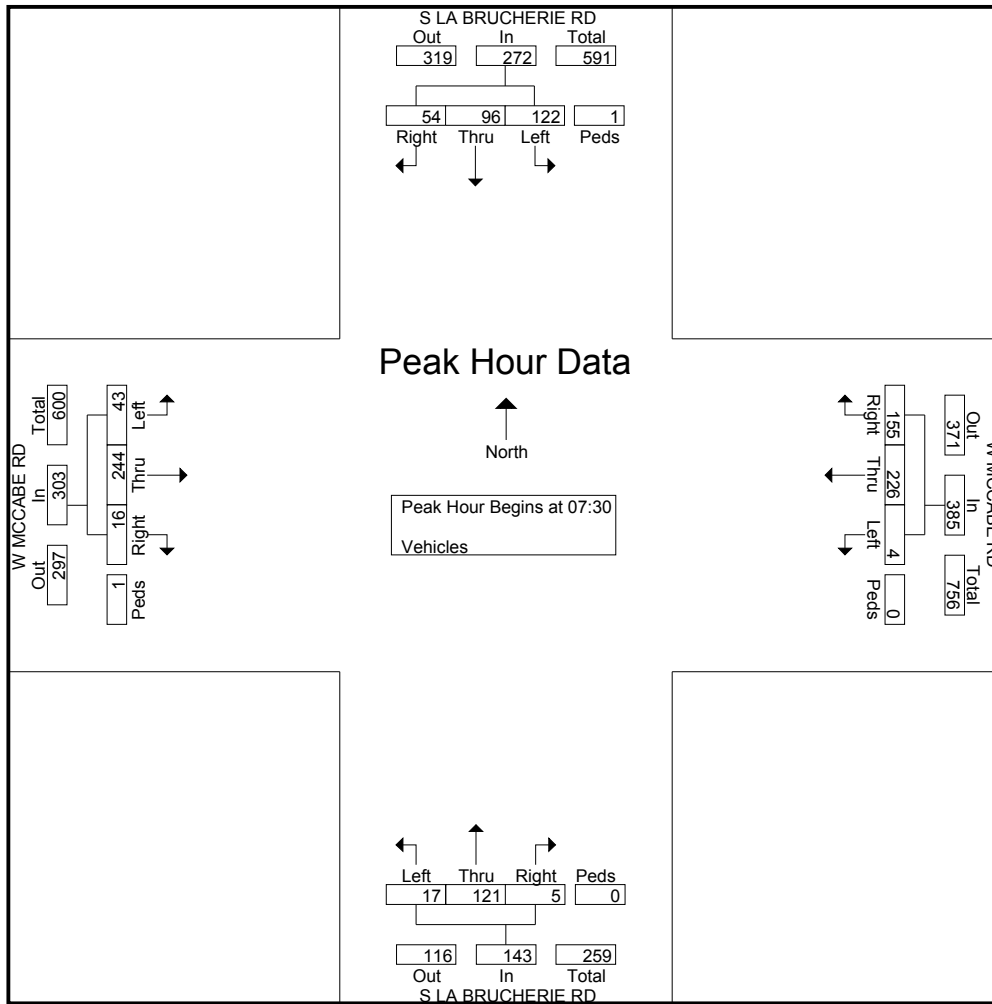 S LA BRUCHERIE RD
Out In Total
319 272 591
54 96 122 1
Right Thru Left Peds
Peak Hour Data
North
Peak Hour Begins at 07:30
Vehicles
W MCCABE RD
Total In Out
600 303 297
43 244 16 1
Left Thru Right Peds
Right Thru Left Peds
155 226 4 0
Out In Total
371 385 756
W MCCABE RD
Left Thru Right Peds
17 121 5 0
116 143 259
Out In Total
S LA BRUCHERIE RD